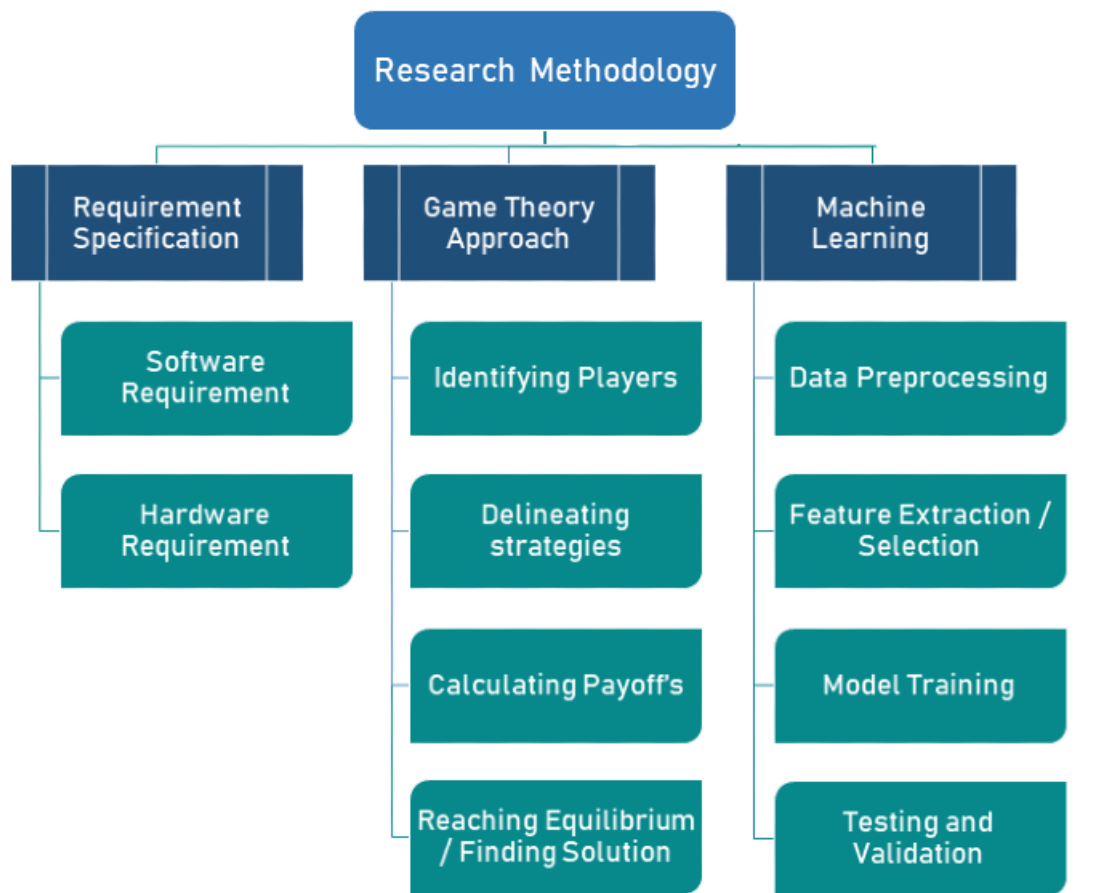 Research Methodology
Requirement
Specification
Software
Requirement
Hardware
Requirement
Game Theory
Approach
Identifying Players
Delineating
strategies
Calculating Payoff's
Reaching Equilibrium
/ Finding Solution
Machine
Learning
Data Preprocessing
Feature Extraction /
Selection
Model Training
Testing and
Validation